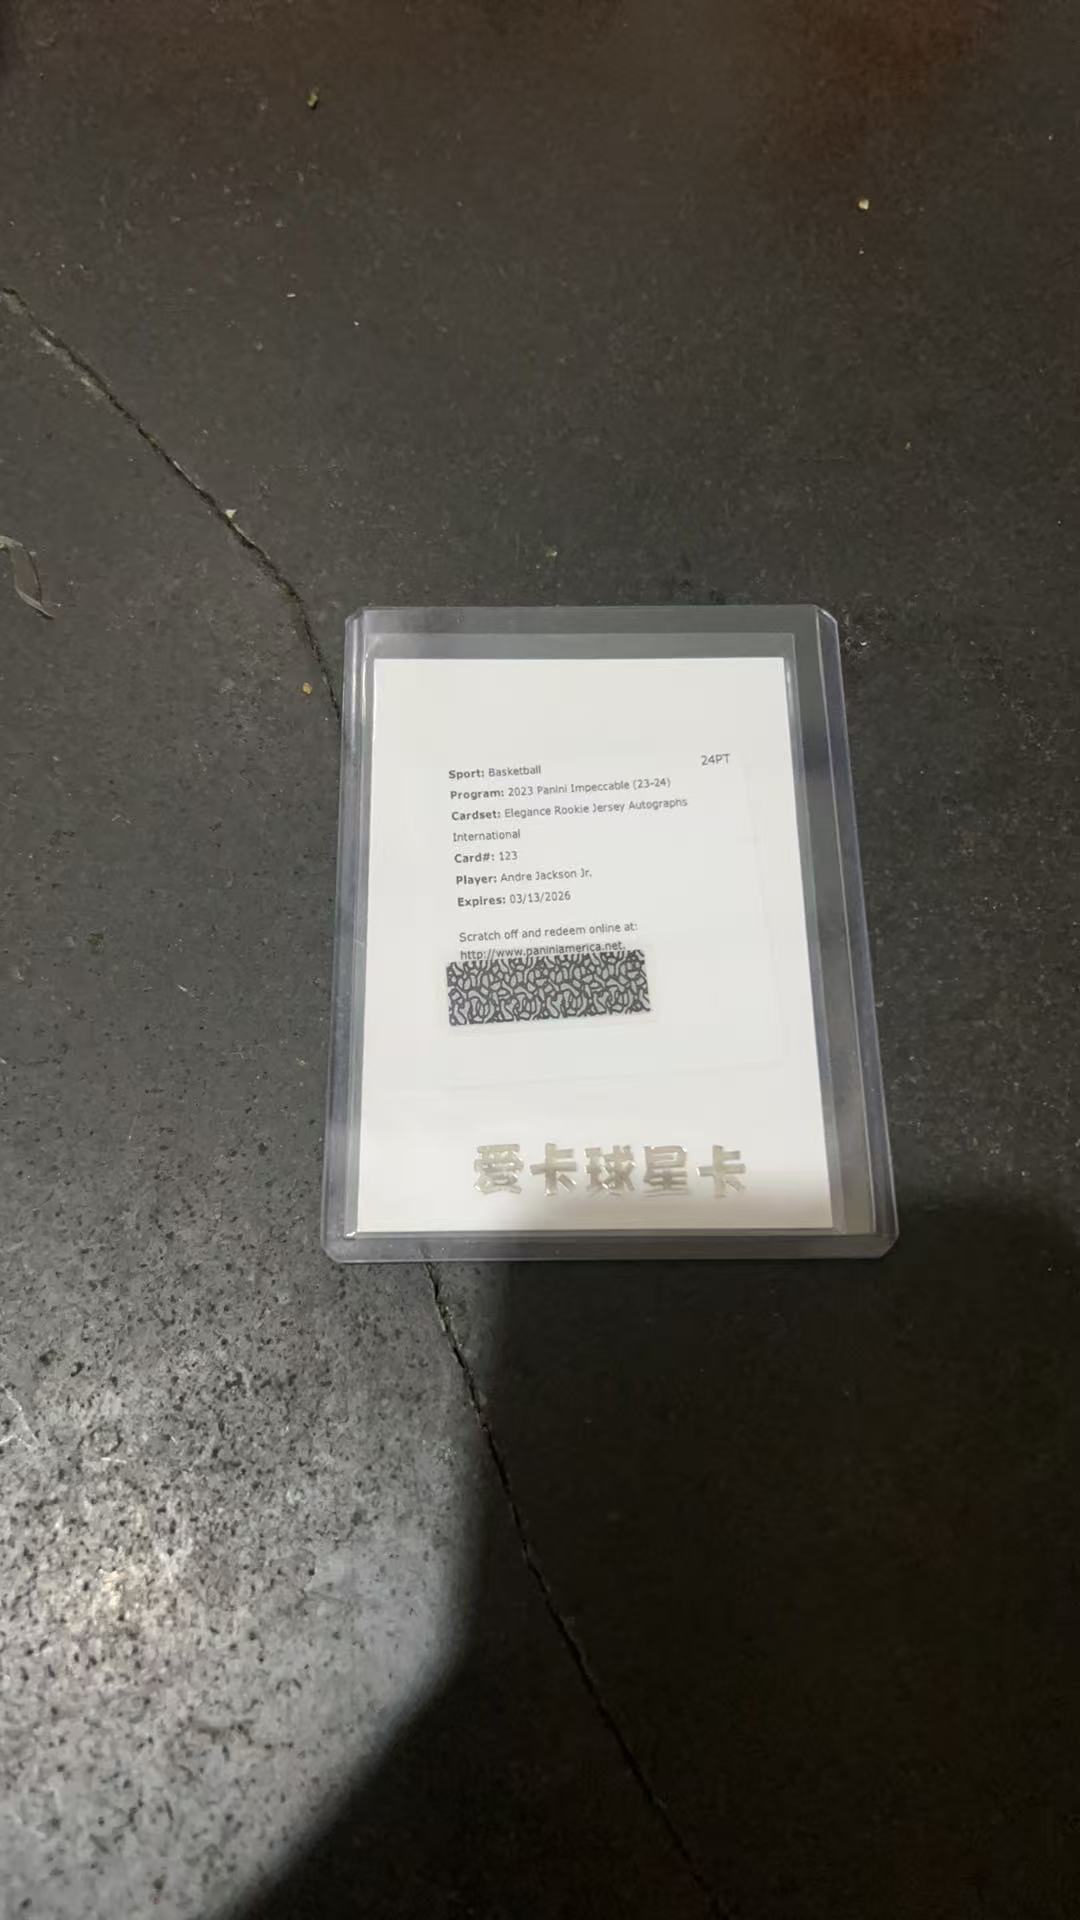 24PT
Sport: Basketball
Program: 2023 Panini Impeccable (23-24)
Cardset: Elegance Rookie Jersey Autographs
International
Card#: 123
Player: Andre Jackson Jr.
Expires: 03/13/2026
Scratch off and redeem online at:
http://www.paniniamerica.net.
爱卡球星卡